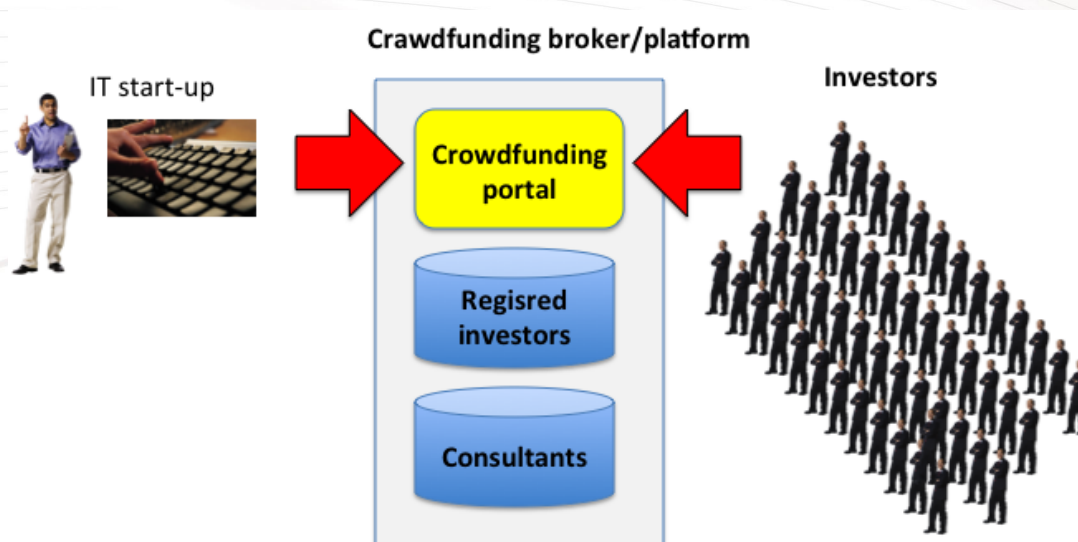 Crawdfunding broker/platform
IT start-up
Investors
Crowdfunding
portal
Regisred
investors
Consultants